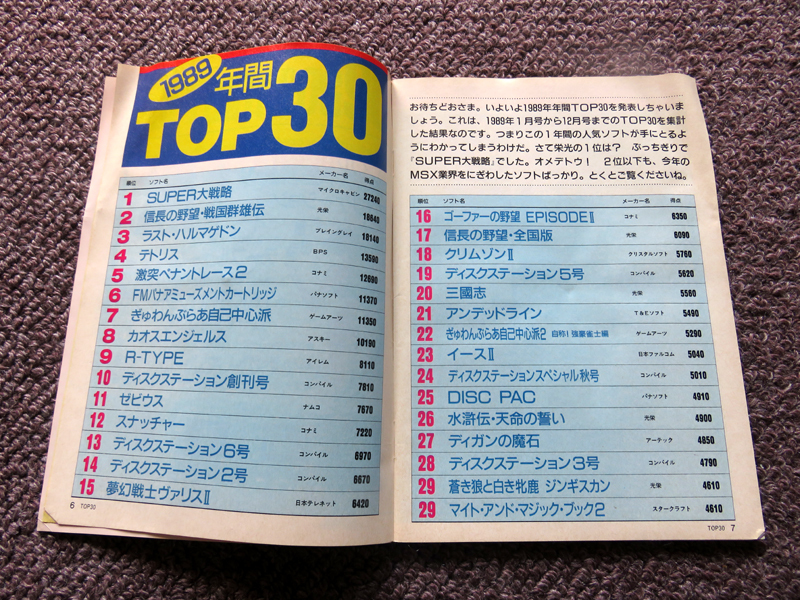 1989 年間
TOP30
順位 ソフト名 メーカー名 得点
1 SUPER大戦略 マイクロキャビン 27240
2 信長の野望・戦国群雄伝 光栄 18640
3 ラスト・ハルマゲドン ブレイングレイ 18140
4 テトリス BPS 13590
5 激突ペナントレース2 コナミ 12690
6 FMパナアミューズメントカートリッジ パナソフト 11370
7 ぎゅわんぶらあ自己中心派 ゲームアーツ 11350
8 カオスエンジェルス アスキー 10190
9 R-TYPE アイレム 8110
10 ディスクステーション創刊号 コンパイル 7810
11 ゼビウス ナムコ 7670
12 スナッチャー コナミ 7220
13 ディスクステーション6号 コンパイル 6970
14 ディスクステーション2号 コンパイル 6670
15 夢幻戦士ヴァリスII 日本テレネット 6420
6 TOP30
お待ちどおさま。いよいよ1989年年間TOP30を発表しちゃいま
しょう。これは、1989年1月号から12月号までのTOP30を集計
した結果なのです。つまりこの1年間の人気ソフトが手にとるよ
うにわかってしまうわけだ。さて栄光の1位は? ぶっちぎりで
『SUPER大戦略』でした。オメデトウ! 2位以下も、今年の
MSX業界をにぎわしたソフトばっかり。とくとご覧くださいね。
順位 ソフト名 メーカー名 得点
16 ゴーファーの野望 EPISODEII コナミ 6350
17 信長の野望・全国版 光栄 6090
18 クリムゾンII クリスタルソフト 5760
19 ディスクステーション5号 コンパイル 5620
20 三國志 光栄 5560
21 アンデッドライン T&Eソフト 5490
22 ぎゅわんぶらあ自己中心派2 自称!強豪雀士編 ゲームアーツ 5290
23 イースII 日本ファルコム 5040
24 ディスクステーションスペシャル秋号 コンパイル 5010
25 DISC PAC パナソフト 4910
26 水滸伝・天命の誓い 光栄 4900
27 ディガンの魔石 アーテック 4850
28 ディスクステーション3号 コンパイル 4790
29 蒼き狼と白き牝鹿 ジンギスカン 光栄 4610
29 マイト・アンド・マジック・ブック2 スタークラフト 4610
TOP30 7